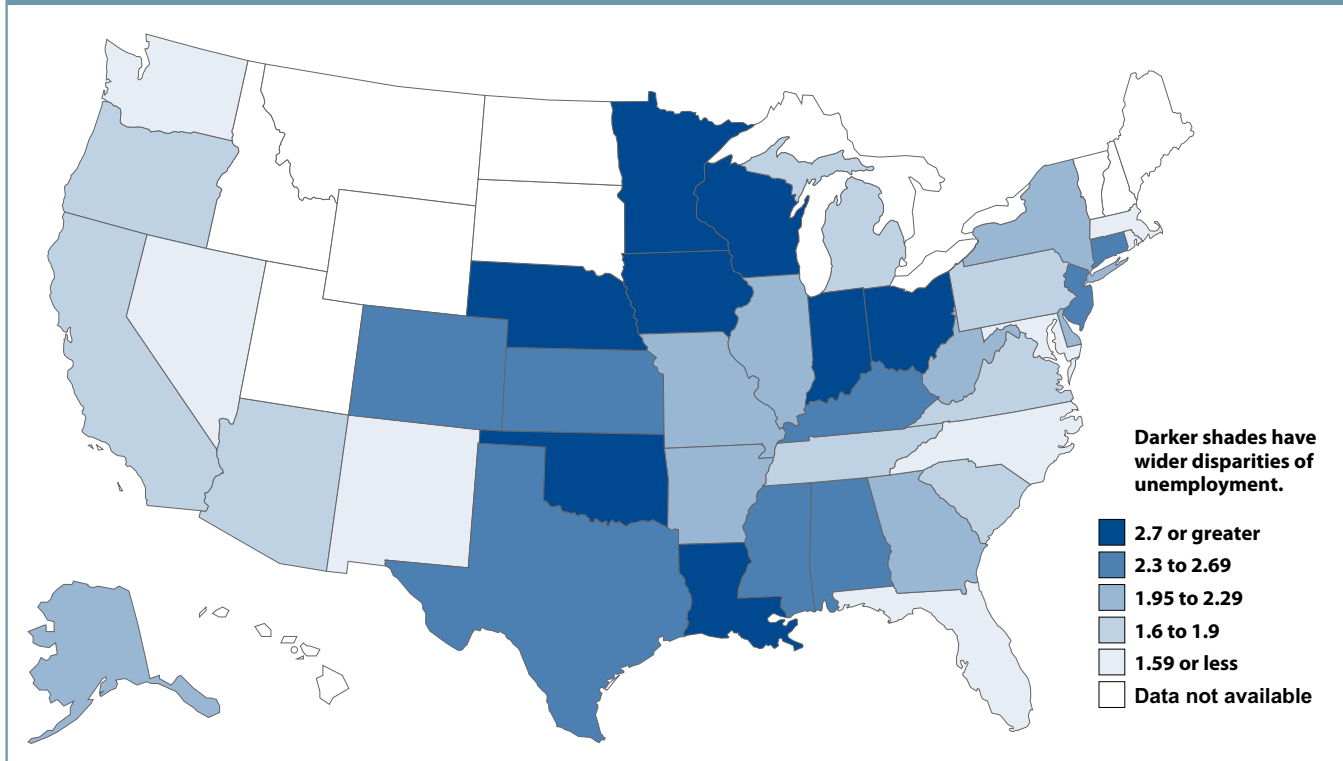 Darker shades have
wider disparities of
unemployment.
2.7 or greater
2.3 to 2.69
1.95 to 2.29
1.6 to 1.9
1.59 or less
Data not available